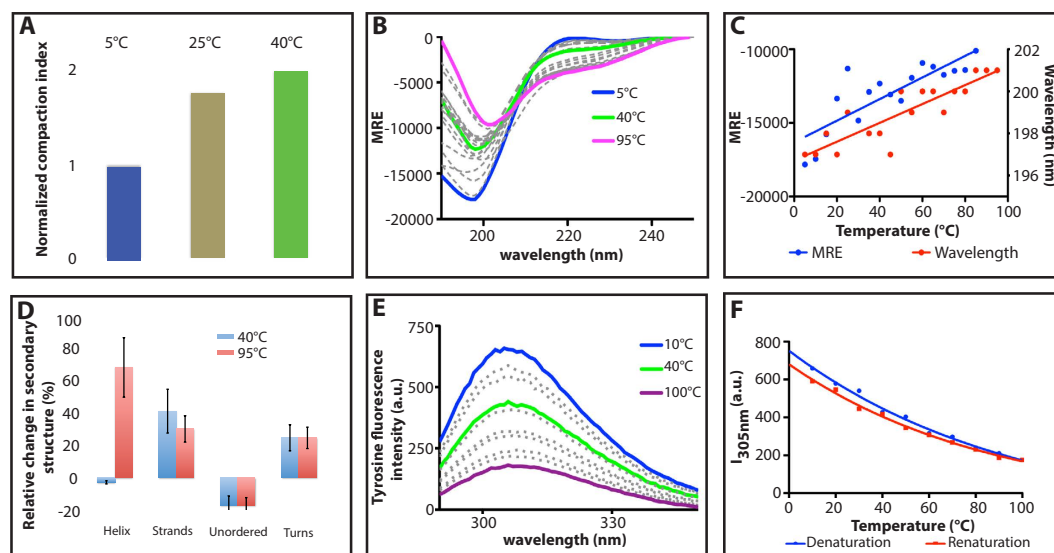 A
5°C
25°C
40°C
Normalized compaction index
2
1
0
B
MRE
0
-5000
-10000
-15000
-20000
200
220
240
wavelength (nm)
5°C
40°C
95°C
C
MRE
-10000
-15000
-20000
Wavelength (nm)
202
200
198
196
0
20
40
60
80
100
Temperature (°C)
MRE
Wavelength
D
Relative change in secondary
structure (%)
100
80
60
40
20
0
-20
40°C
95°C
Helix
Strands
Unordered
Turns
E
Tyrosine fluorescence
intensity (a.u.)
750
500
250
0
300
330
wavelength (nm)
10°C
40°C
100°C
F
I305nm (a.u.)
800
600
400
200
0
0
20
40
60
80
100
Temperature (°C)
Denaturation
Renaturation